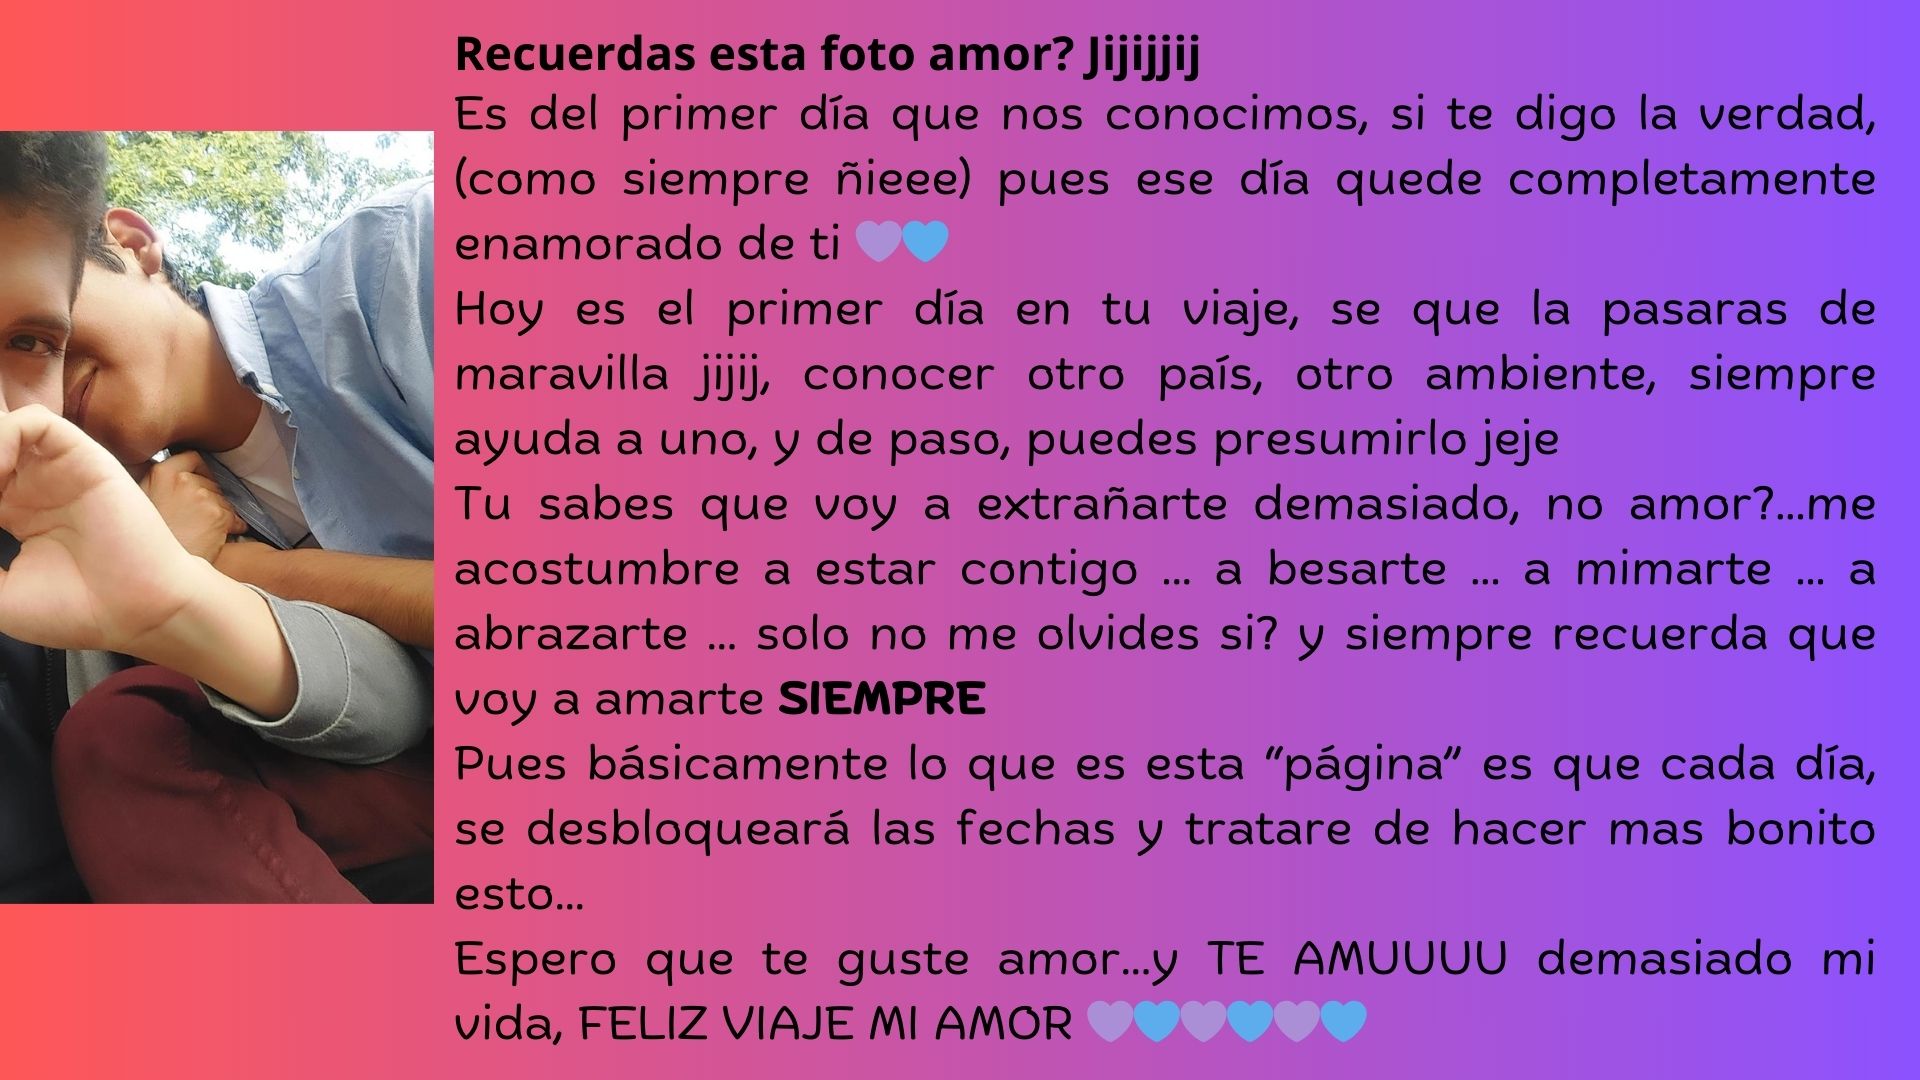 Recuerdas esta foto amor? Jijijjij
Es del primer día que nos conocimos, si te digo la verdad,
(como siempre ñieee) pues ese día quede completamente
enamorado de ti 💜💙
Hoy es el primer día en tu viaje, se que la pasaras de
maravilla jijij, conocer otro país, otro ambiente, siempre
ayuda a uno, y de paso, puedes presumirlo jeje
Tu sabes que voy a extrañarte demasiado, no amor?...me
acostumbre a estar contigo ... a besarte ... a mimarte ... a
abrazarte ... solo no me olvides si? y siempre recuerda que
voy a amarte SIEMPRE
Pues básicamente lo que es esta “página” es que cada día,
se desbloqueará las fechas y tratare de hacer mas bonito
esto...
Espero que te guste amor...y TE AMUUUU demasiado mi
vida, FELIZ VIAJE MI AMOR 💜💙💜💙💜💙